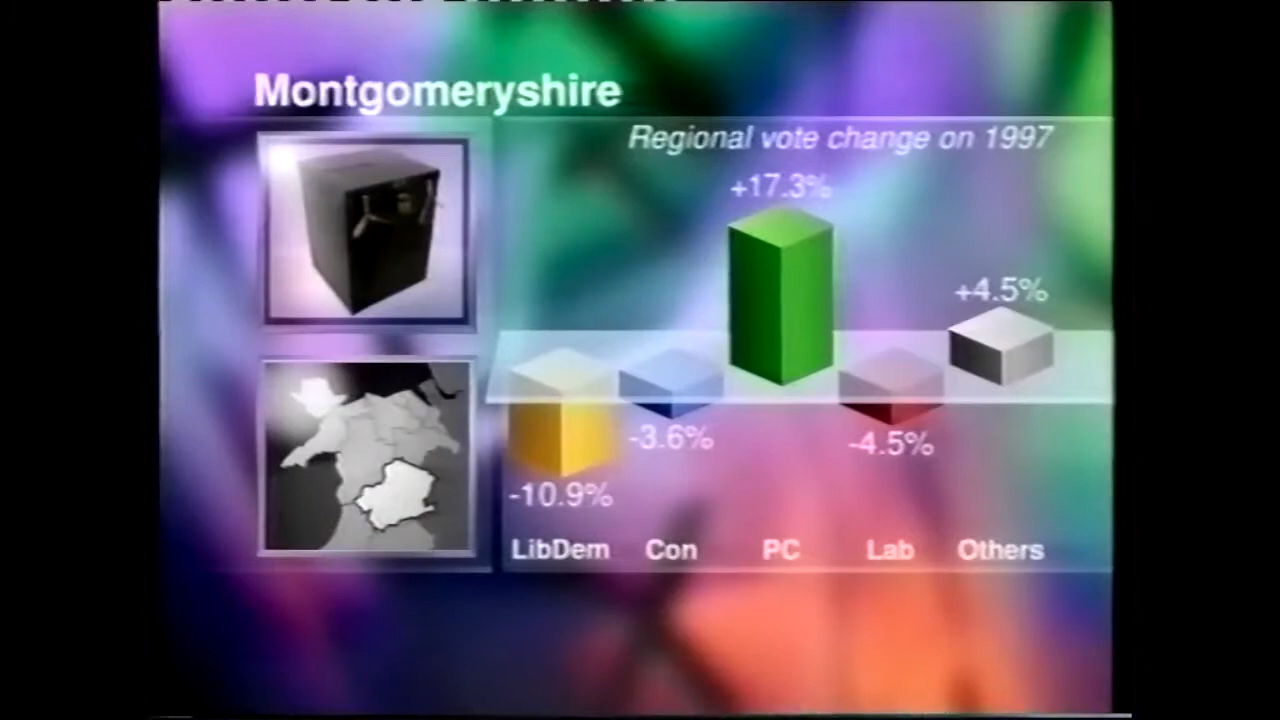 Montgomeryshire
Regional vote change on 1997
+17.3%
+4.5%
-3.6%
-4.5%
-10.9%
LibDem Con PC Lab Others